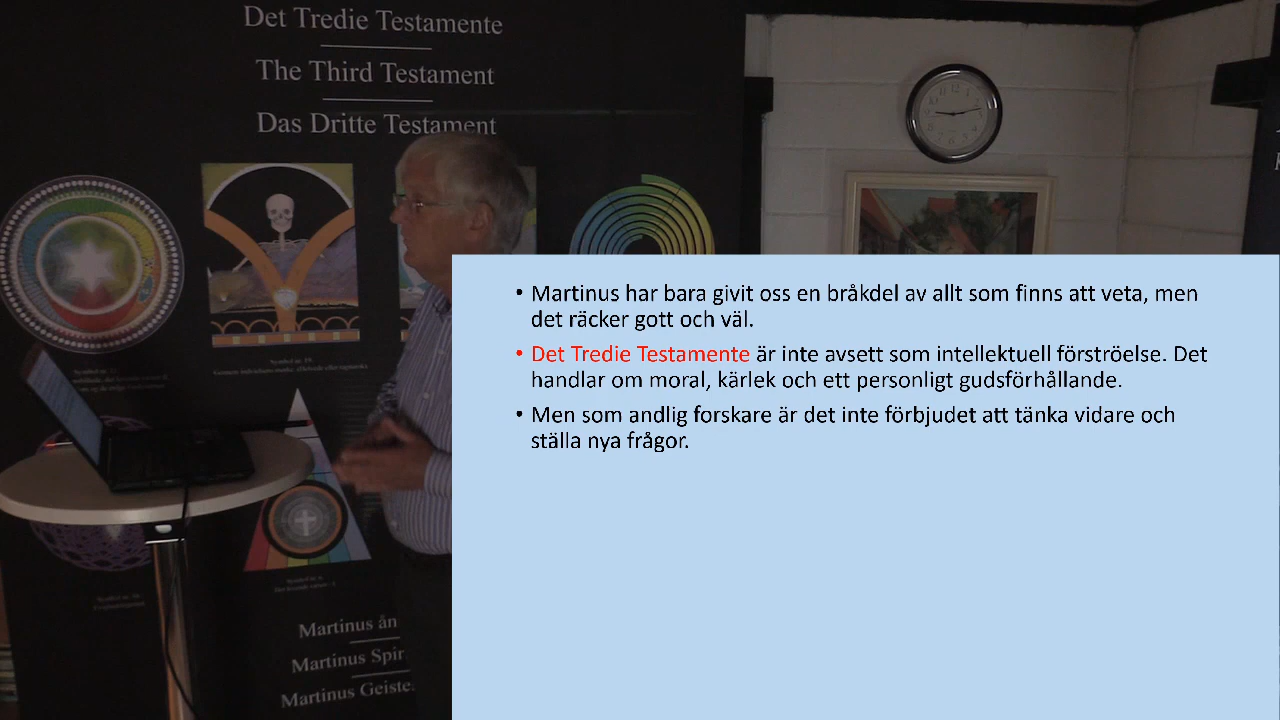 Det Tredie Testamente
The Third Testament
Das Dritte Testament
Martinus ån
Martinus Spir
Martinus Geiste
• Martinus har bara givit oss en bråkdel av allt som finns att veta, men
det räcker gott och väl.
• Det Tredie Testamente är inte avsett som intellektuell förströelse. Det
handlar om moral, kärlek och ett personligt gudsförhållande.
• Men som andlig forskare är det inte förbjudet att tänka vidare och
ställa nya frågor.